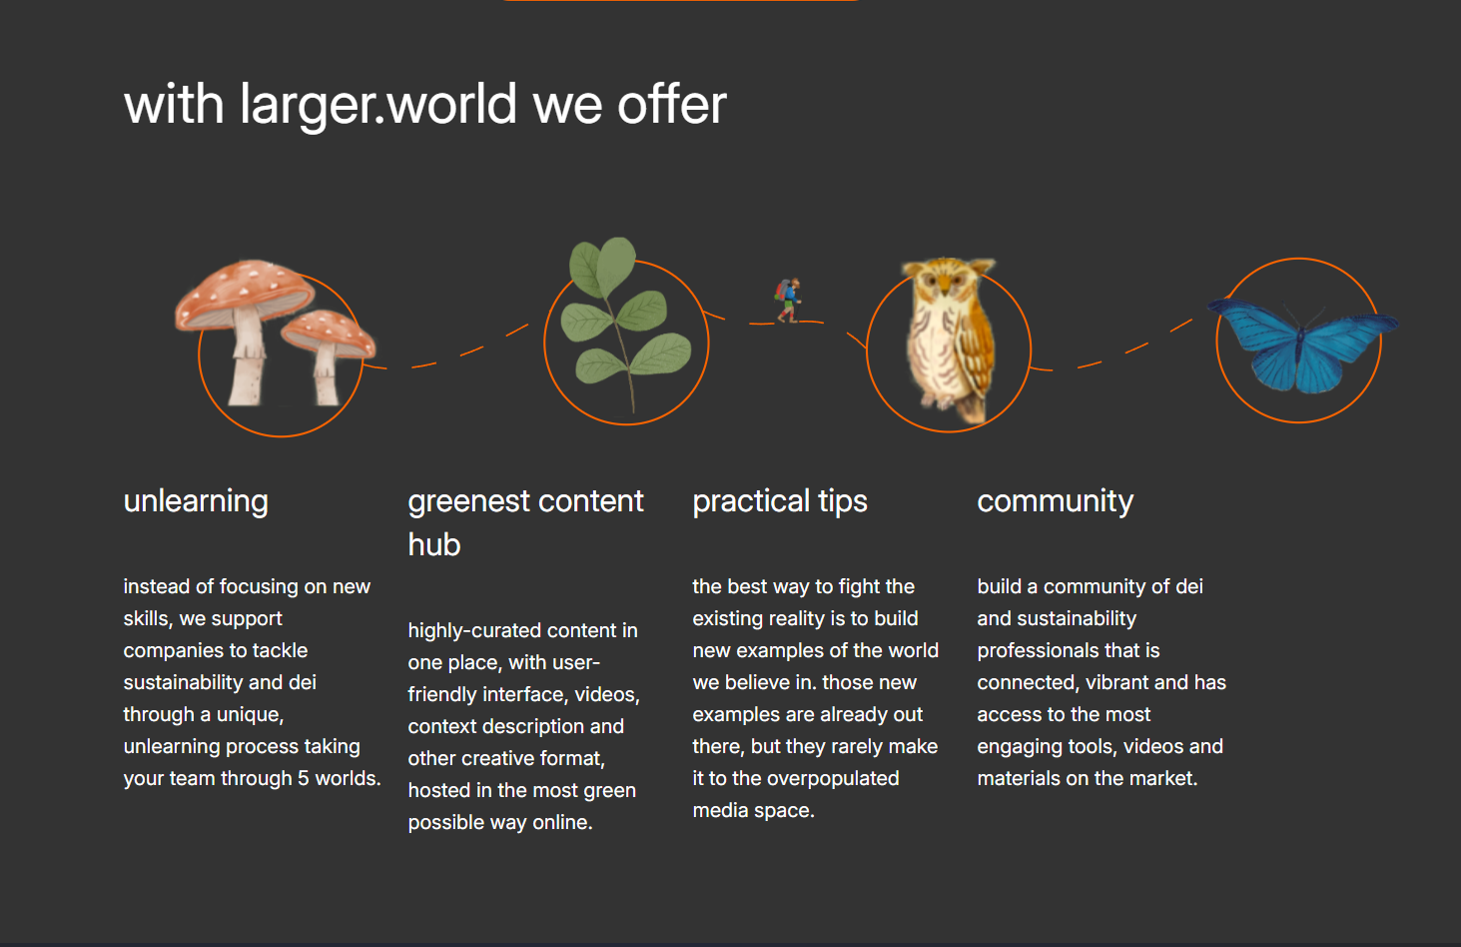 with larger.world we offer
unlearning
instead of focusing on new
skills, we support
companies to tackle
sustainability and dei
through a unique,
unlearning process taking
your team through 5 worlds.
greenest content
hub
highly-curated content in
one place, with user-
friendly interface, videos,
context description and
other creative format,
hosted in the most green
possible way online.
practical tips
the best way to fight the
existing reality is to build
new examples of the world
we believe in. those new
examples are already out
there, but they rarely make
it to the overpopulated
media space.
community
build a community of dei
and sustainability
professionals that is
connected, vibrant and has
access to the most
engaging tools, videos and
materials on the market.